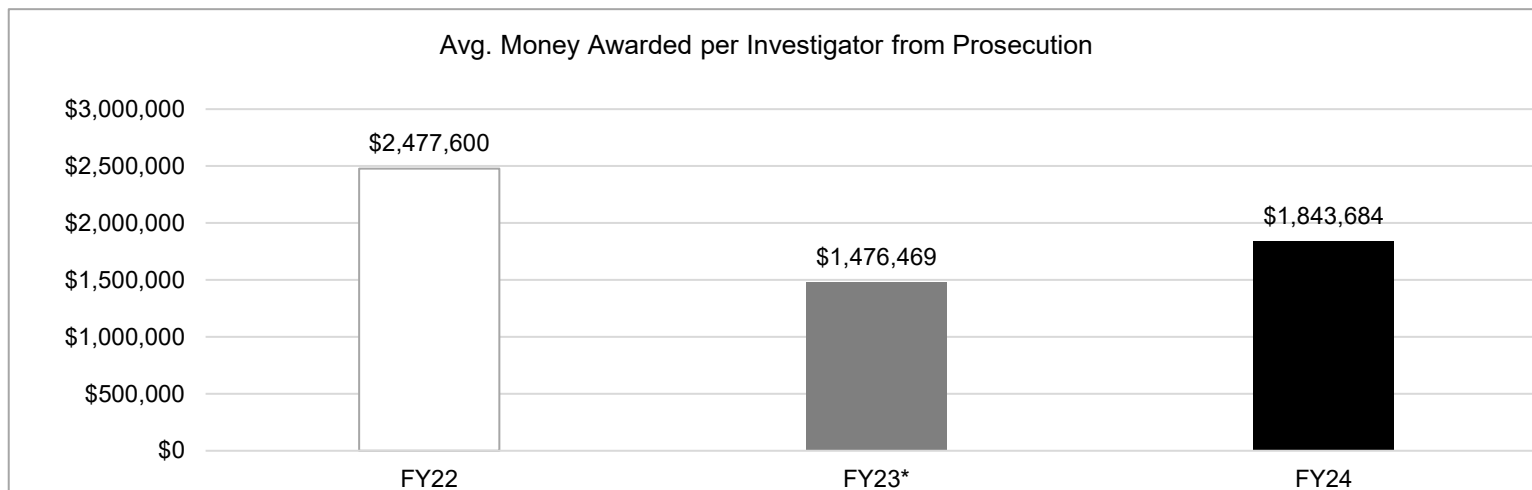 Avg. Money Awarded per Investigator from Prosecution
$3,000,000
$2,500,000
$2,000,000
$1,500,000
$1,000,000
$500,000
$0
$2,477,600
$1,476,469
$1,843,684
FY22
FY23*
FY24